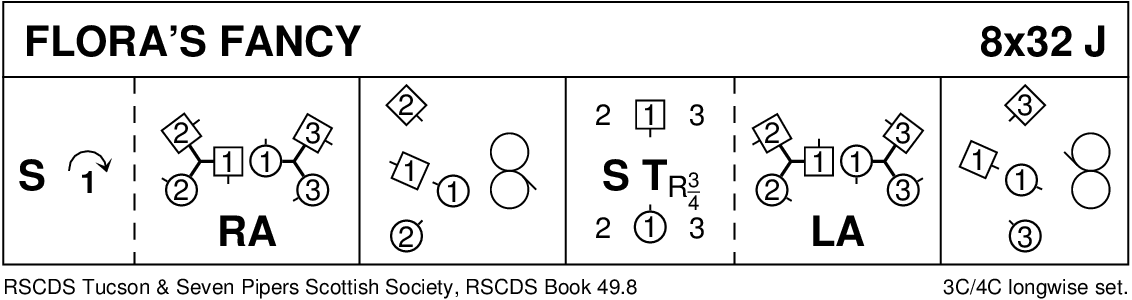 FLORA'S FANCY 8x32 J
2 2 3 2 1 3 2 3 3
S 1 1 1 1 S T R 3/4 1 1 1 1
2 3 2 2 1 3 2 3 3
RA LA
RSCDS Tucson & Seven Pipers Scottish Society, RSCDS Book 49.8 3C/4C longwise set.